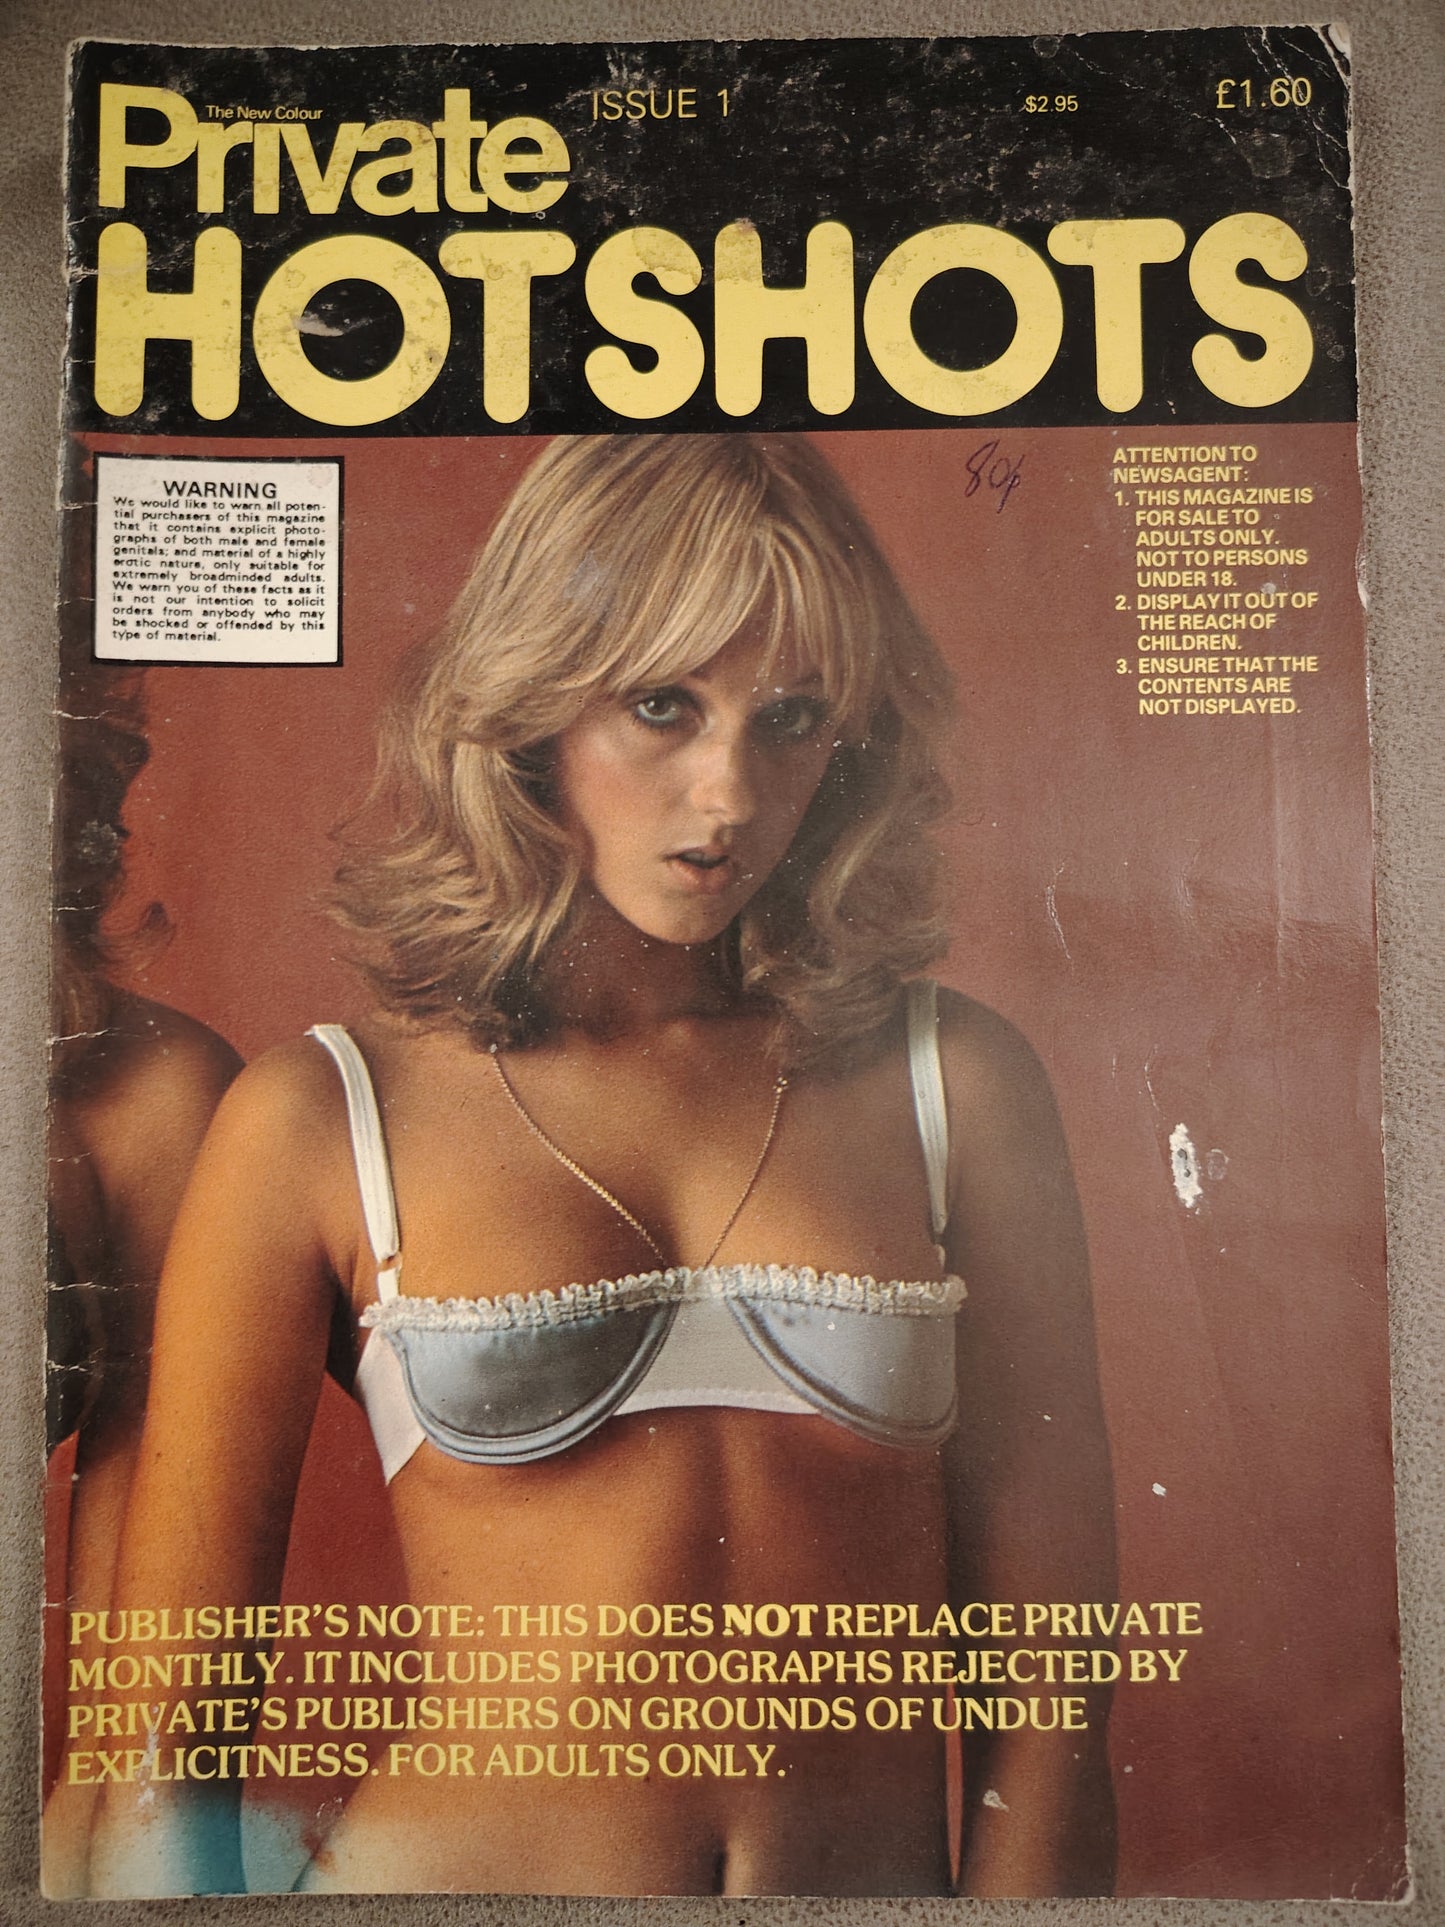 The New Colour
Private
ISSUE 1
$2.95
£1.60
HOTSHOTS
WARNING
We would like to warn all poten-
tial purchasers of this magazine
that it contains explicit photo-
graphs of both male and female
genitals; and material of a highly
erotic nature, only suitable for
extremely broadminded adults.
We warn you of these facts as it
is not our intention to solicit
orders from anybody who may
be shocked or offended by this
type of material.
80p
ATTENTION TO
NEWSAGENT:
1. THIS MAGAZINE IS
FOR SALE TO
ADULTS ONLY.
NOT TO PERSONS
UNDER 18.
2. DISPLAY IT OUT OF
THE REACH OF
CHILDREN.
3. ENSURE THAT THE
CONTENTS ARE
NOT DISPLAYED.
PUBLISHER'S NOTE: THIS DOES NOT REPLACE PRIVATE
MONTHLY. IT INCLUDES PHOTOGRAPHS REJECTED BY
PRIVATE'S PUBLISHERS ON GROUNDS OF UNDUE
EXPLICITNESS. FOR ADULTS ONLY.